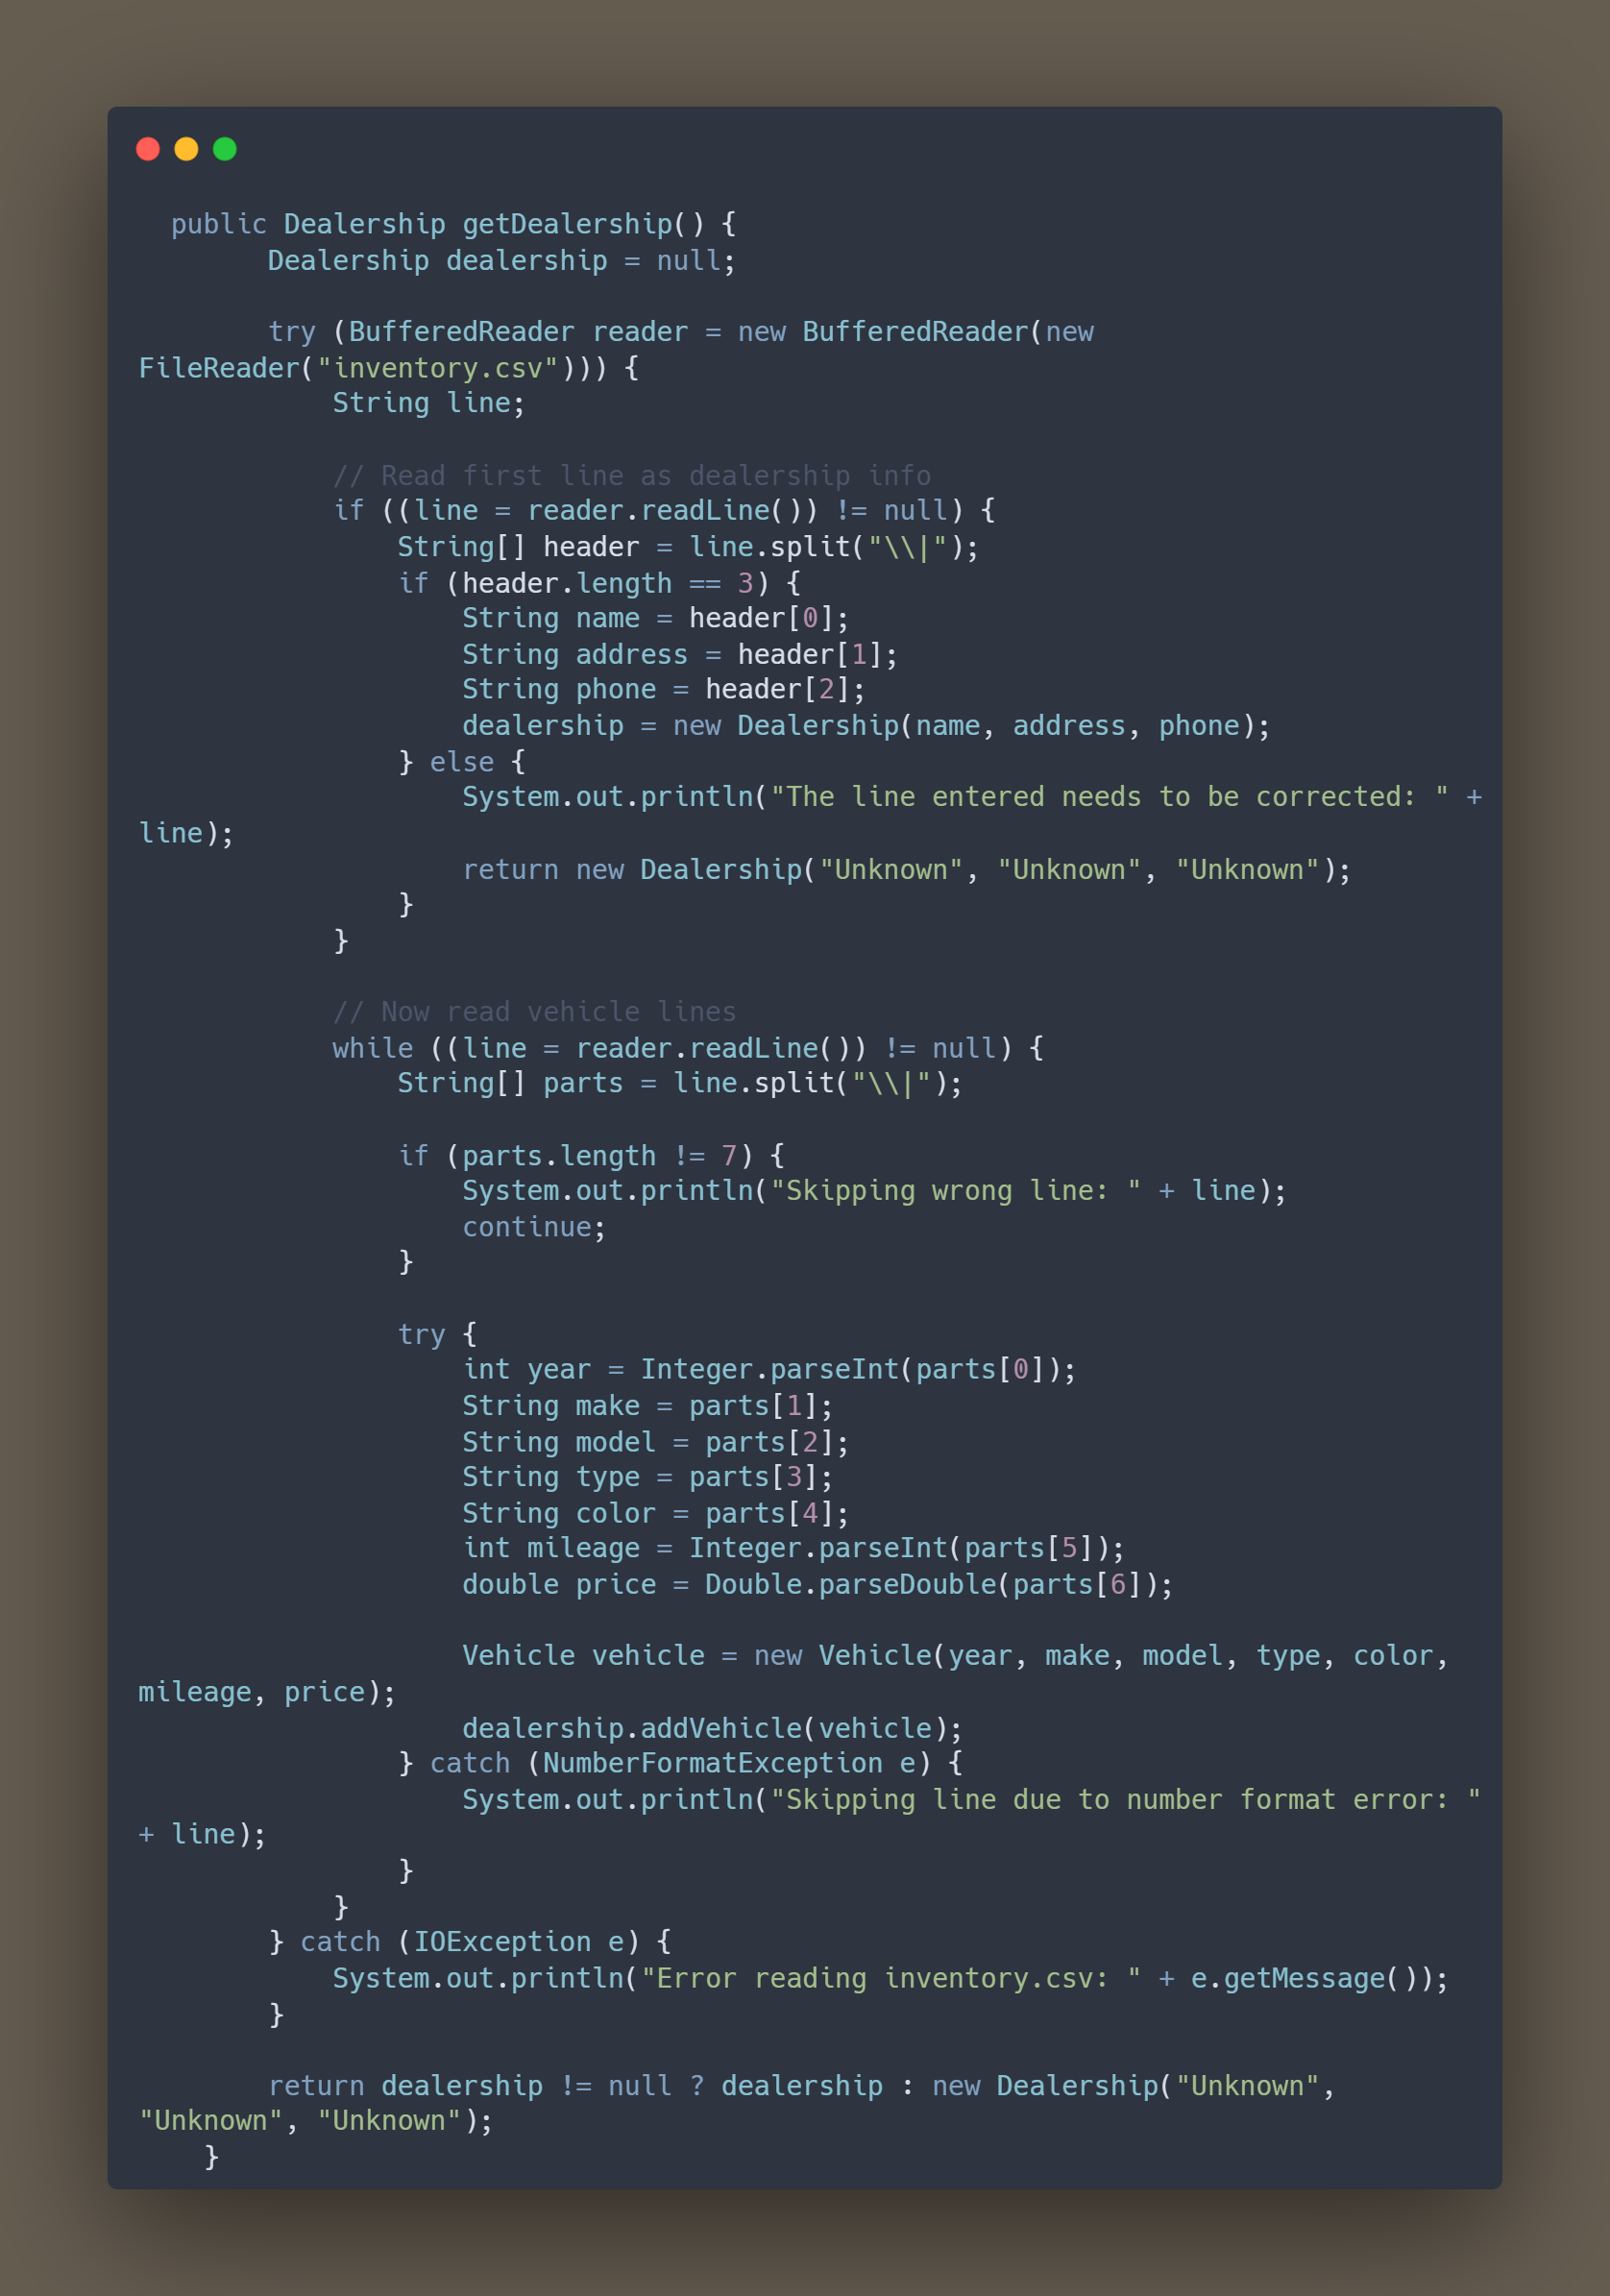 public Dealership getDealership() {
Dealership dealership = null;
try (BufferedReader reader = new
FileReader("inventory.csv"))) {
String line;
// Read first line as dealership info
if ((line = reader.readLine()) != null) {
String[] header = line.split("\\|");
if (header.length == 3) {
String name = header[0];
String address = header[1];
String phone = header[2];
dealership = new Dealership(name, address, phone);
} else {
System.out.println("The line entered needs to be corrected: " +
line);
return new Dealership("Unknown", "Unknown", "Unknown");
}
}
// Now read vehicle lines
while ((line = reader.readLine()) != null) {
String[] parts = line.split("\\|");
if (parts.length != 7) {
System.out.println("Skipping wrong line: " + line);
continue;
}
try {
int year = Integer.parseInt(parts[0]);
String make = parts[1];
String model = parts[2];
String type = parts[3];
String color = parts[4];
int mileage = Integer.parseInt(parts[5]);
double price = Double.parseDouble(parts[6]);
Vehicle vehicle = new Vehicle(year, make, model, type, color,
mileage, price);
dealership.addVehicle(vehicle);
} catch (NumberFormatException e) {
System.out.println("Skipping line due to number format error: "
+ line);
}
}
} catch (IOException e) {
System.out.println("Error reading inventory.csv: " + e.getMessage());
}
return dealership != null ? dealership : new Dealership("Unknown",
"Unknown", "Unknown");
}